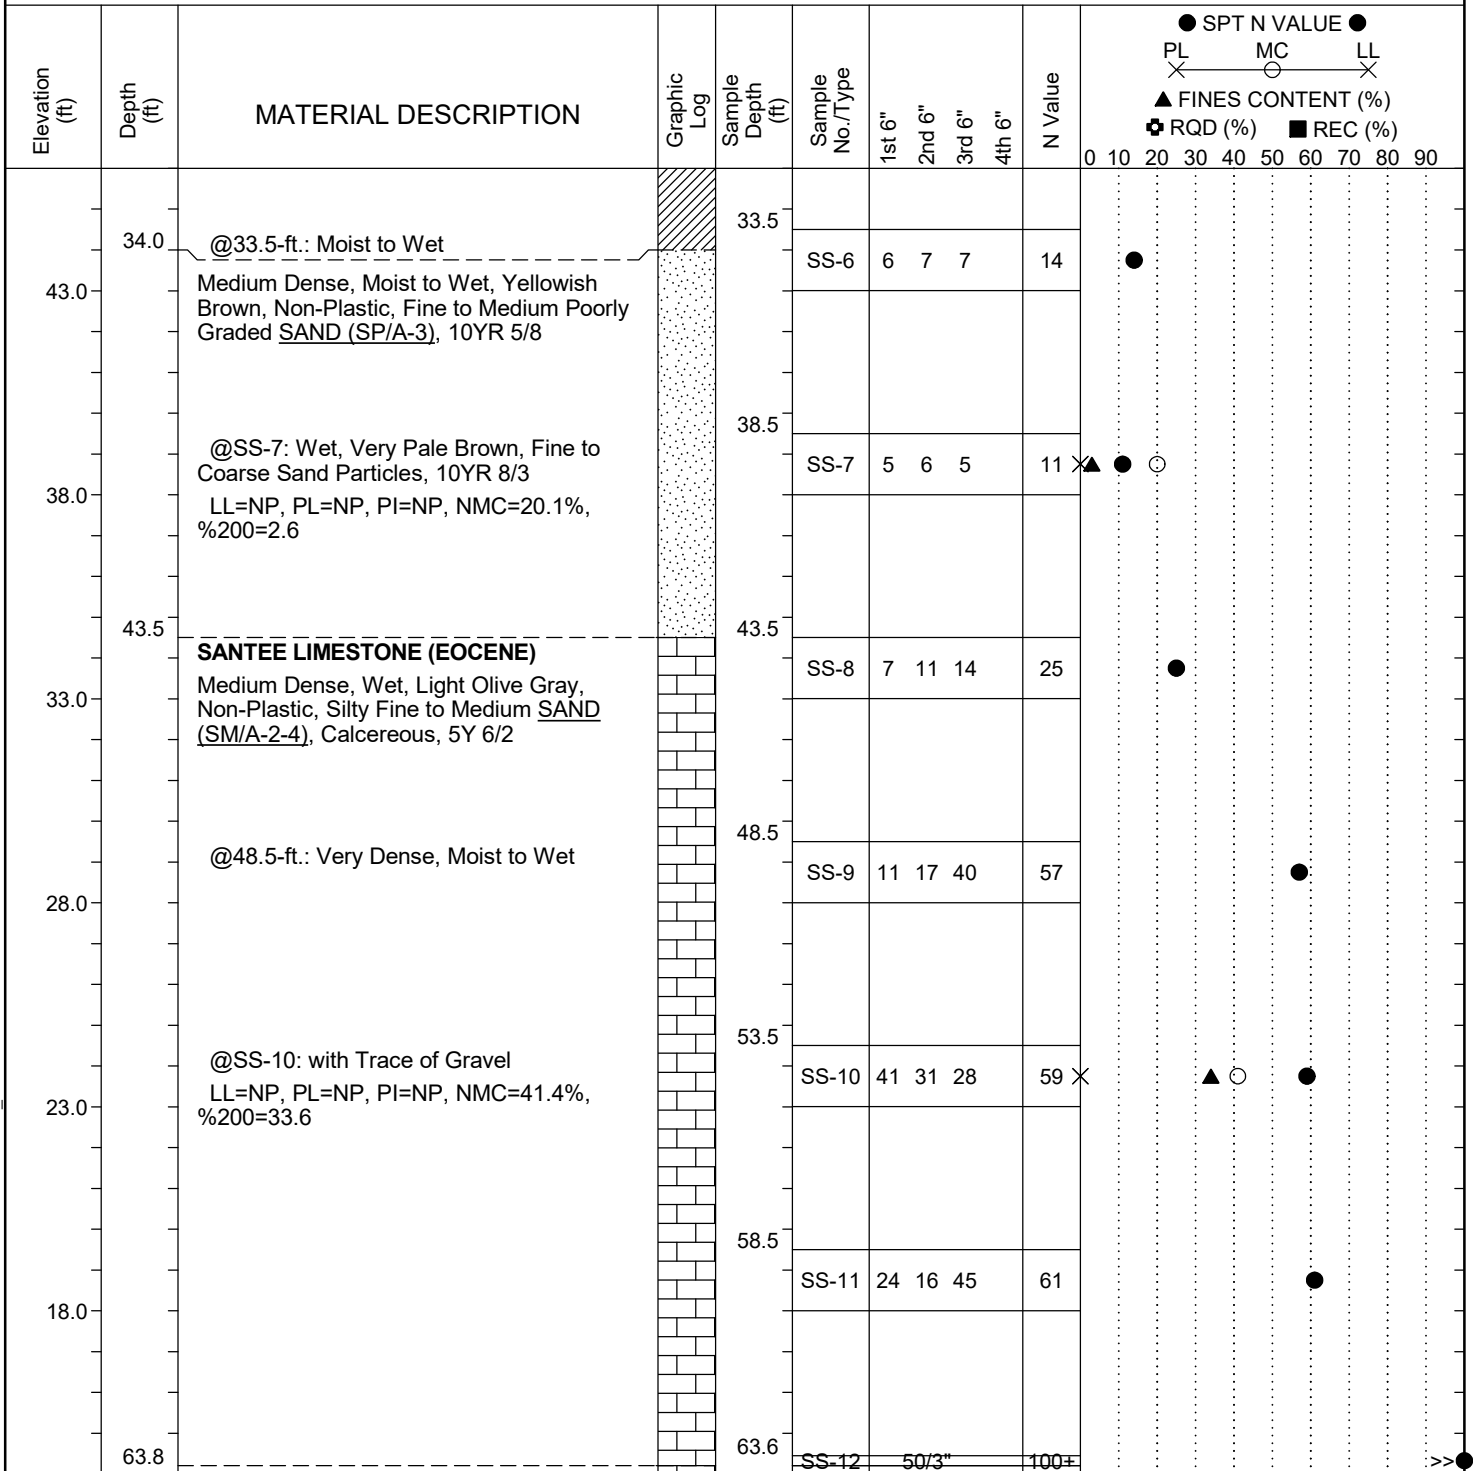 ● SPT N VALUE ●
PL MC LL
▲ FINES CONTENT (%)
RQD (%) ■ REC (%)
Elevation (ft)
Depth (ft)
MATERIAL DESCRIPTION
Graphic Log
Sample Depth (ft)
Sample No./Type
1st 6"
2nd 6"
3rd 6"
4th 6"
N Value
0 10 20 30 40 50 60 70 80 90
33.5
34.0 @33.5-ft.: Moist to Wet
SS-6 6 7 7 14
43.0
Medium Dense, Moist to Wet, Yellowish
Brown, Non-Plastic, Fine to Medium Poorly
Graded SAND (SP/A-3), 10YR 5/8
38.5
@SS-7: Wet, Very Pale Brown, Fine to
Coarse Sand Particles, 10YR 8/3
SS-7 5 6 5 11
38.0
LL=NP, PL=NP, PI=NP, NMC=20.1%,
%200=2.6
43.5 43.5
SANTEE LIMESTONE (EOCENE)
SS-8 7 11 14 25
33.0
Medium Dense, Wet, Light Olive Gray,
Non-Plastic, Silty Fine to Medium SAND
(SM/A-2-4), Calcereous, 5Y 6/2
48.5
@48.5-ft.: Very Dense, Moist to Wet
SS-9 11 17 40 57
28.0
53.5
@SS-10: with Trace of Gravel
SS-10 41 31 28 59
LL=NP, PL=NP, PI=NP, NMC=41.4%,
%200=33.6
23.0
58.5
SS-11 24 16 45 61
18.0
63.6
63.8
SS-12 50/3" 100+ >>